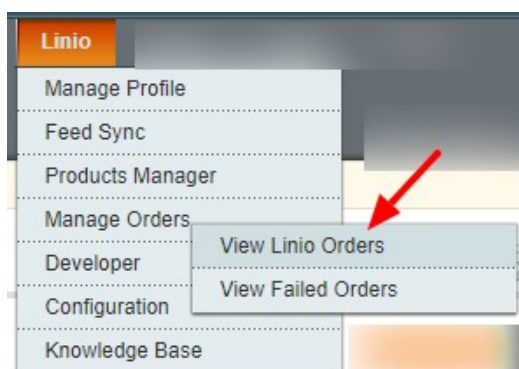 Linio
Manage Profile
Feed Sync
Products Manager
Manage Orders
View Linio Orders
Developer
View Failed Orders
Configuration
Knowledge Base